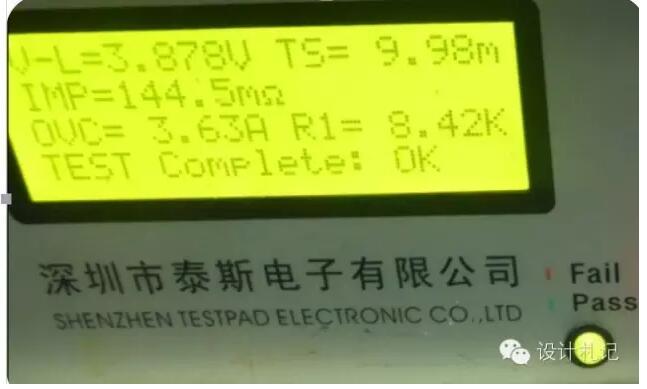 V-L=3.878V TS= 9.98m
IMP=144.5mΩ
OVC= 3.63A R1= 8.42K
TEST Complete: OK
深圳市泰斯电子有限公司
SHENZHEN TESTPAD ELECTRONIC CO.,LTD
Fail
Pass
设计札记